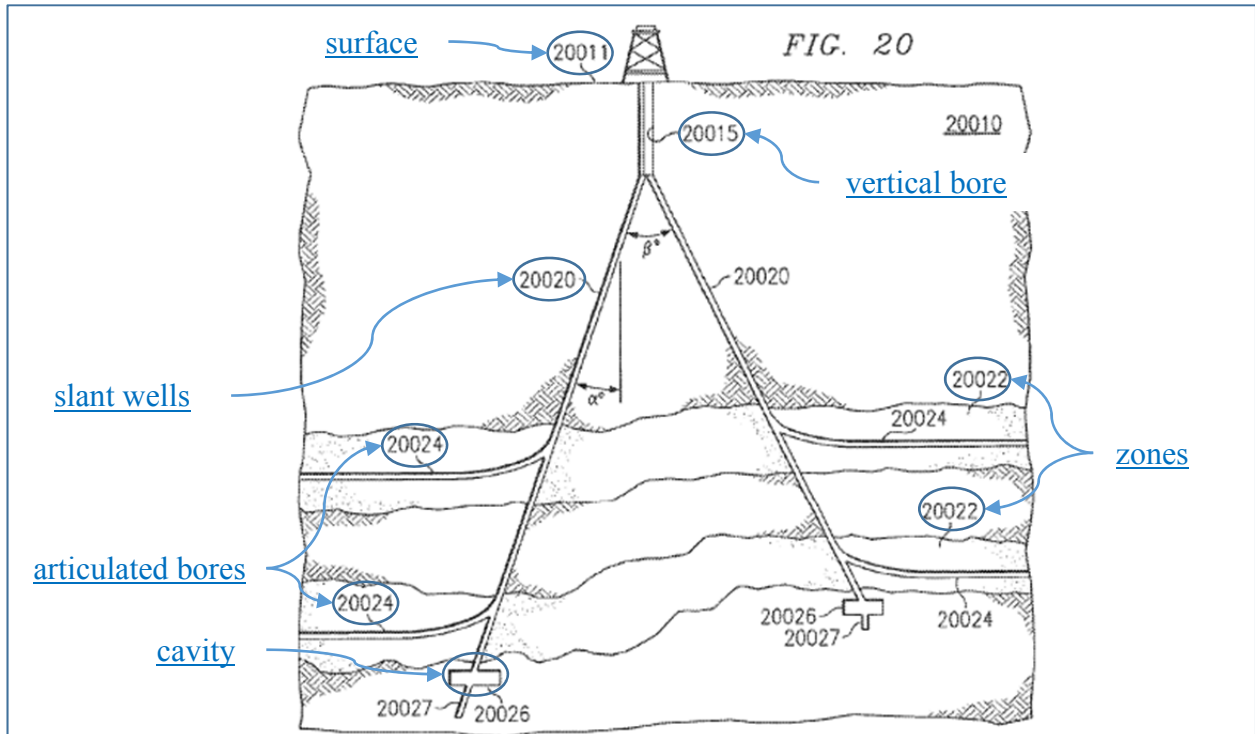 surface
20011
FIG. 20
20015
20010
vertical bore
β°
20020
20020
slant wells
α°
20022
20024
20024
zones
20022
articulated bores
20024
20026
20027
20024
cavity
20027
20026